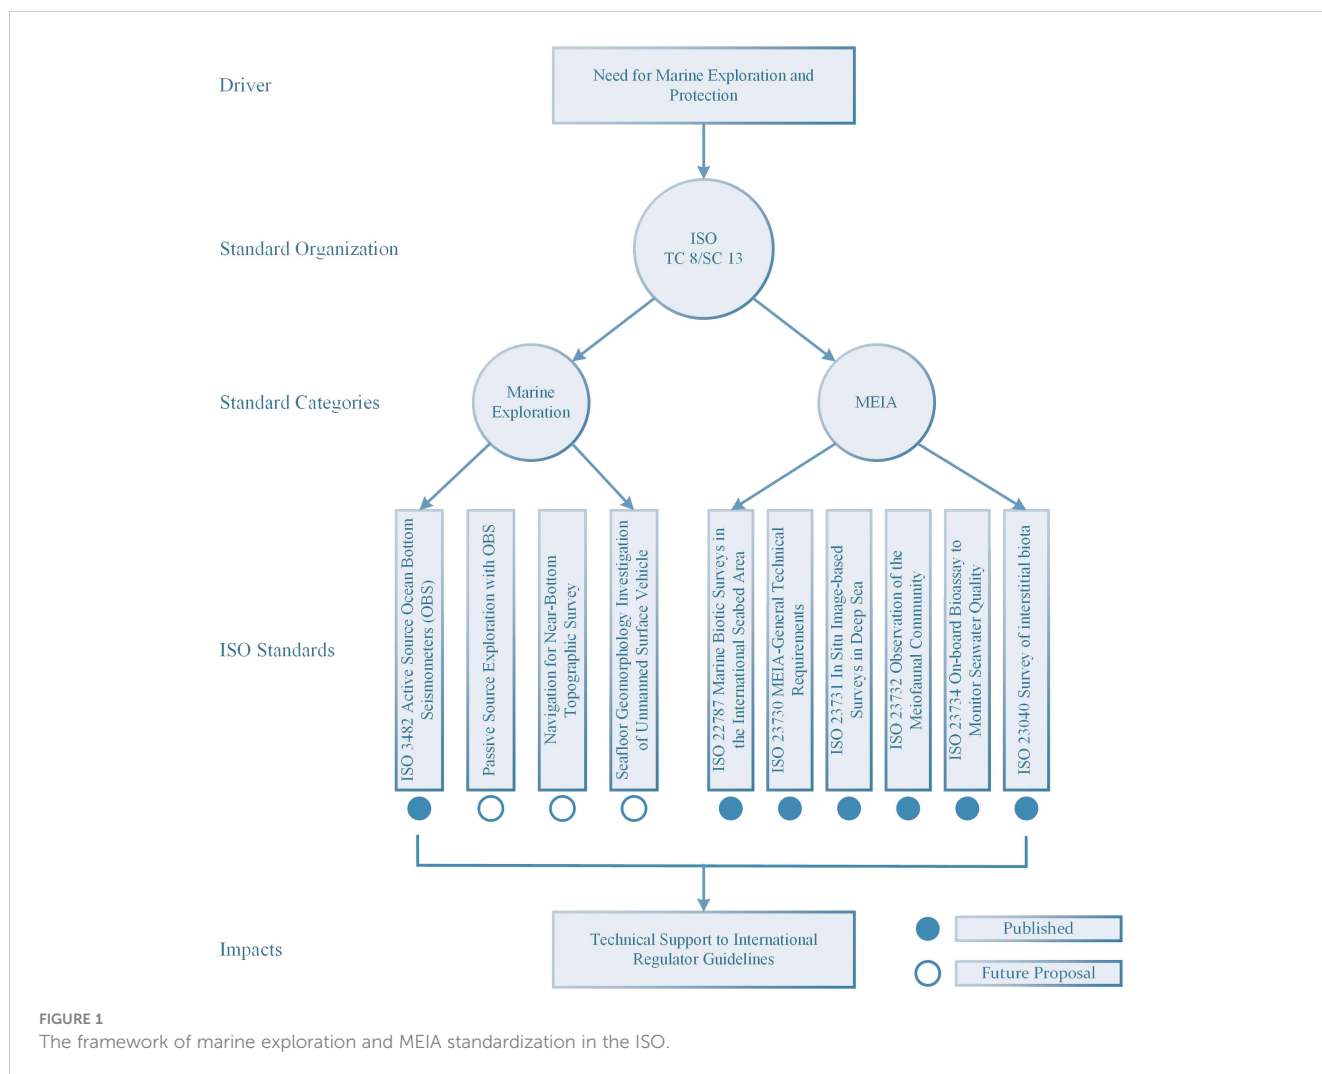 Driver
Need for Marine Exploration and
Protection
Standard Organization
ISO
TC 8/SC 13
Standard Categories
Marine
Exploration
MEIA
ISO Standards
ISO 3482 Active Source Ocean Bottom
Seismometers (OBS)
Passive Source Exploration with OBS
Navigation for Near-Bottom
Topographic Survey
Seafloor Geomorphology Investigation
of Unmanned Surface Vehicle
ISO 22787 Marine Biotic Surveys in
the International Seabed Area
ISO 23730 MEIA-General Technical
Requirements
ISO 23731 In Situ Image-based
Surveys in Deep Sea
ISO 23732 Observation of the
Meiofaunal Community
ISO 23734 On-board Bioassay to
Monitor Seawater Quality
ISO 23040 Survey of interstitial biota
Impacts
Technical Support to International
Regulator Guidelines
Published
Future Proposal
FIGURE 1
The framework of marine exploration and MEIA standardization in the ISO.